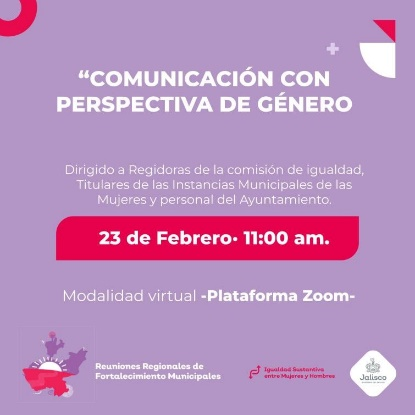 “COMUNICACIÓN CON
PERSPECTIVA DE GÉNERO
Dirigido a Regidoras de la comisión de igualdad,
Titulares de las Instancias Municipales de las
Mujeres y personal del Ayuntamiento.
23 de Febrero· 11:00 am.
Modalidad virtual -Plataforma Zoom-
Reuniones Regionales de
Fortalecimiento Municipales
Igualdad Sustantiva
entre Mujeres y Hombres
Jalisco